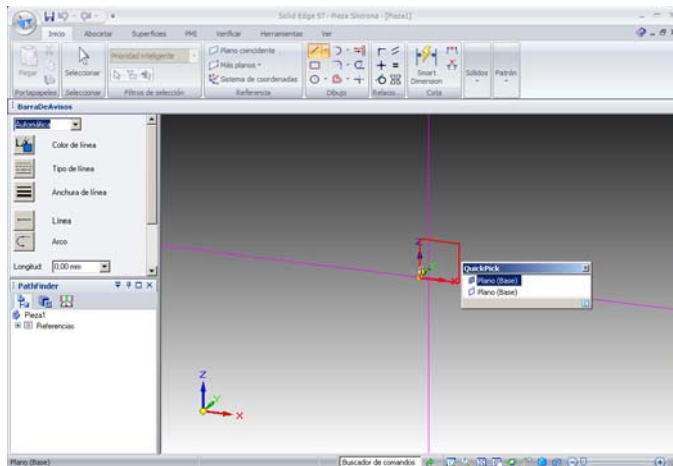 Solid Edge ST - Pieza Síncrona - [Pieza1]
Inicio Abocetar Superficies PMI Verificar Herramientas Ver
Pegar
Seleccionar
Prioridad Inteligente
Plano coincidente
Más planos
Sistema de coordenadas
Smart Dimension
Sólidos
Patrón
Portapapeles Seleccionar Filtros de selección Referencia Dibujo Relacio... Cota
BarraDeAvisos
Automática
Color de línea
Tipo de línea
Anchura de línea
Línea
Arco
Longitud: 0,00 mm
PathFinder
Pieza1
Referencias
Z
X
QuickPick
Plano (Base)
Plano (Base)
Z
Y
X
Plano (Base)
Buscador de comandos